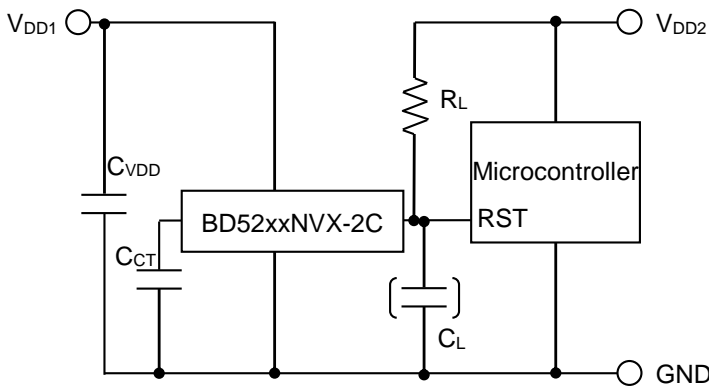 VDD1
VDD2
RL
CVDD
Microcontroller
BD52xxNVX-2C
RST
CCT
CL
GND